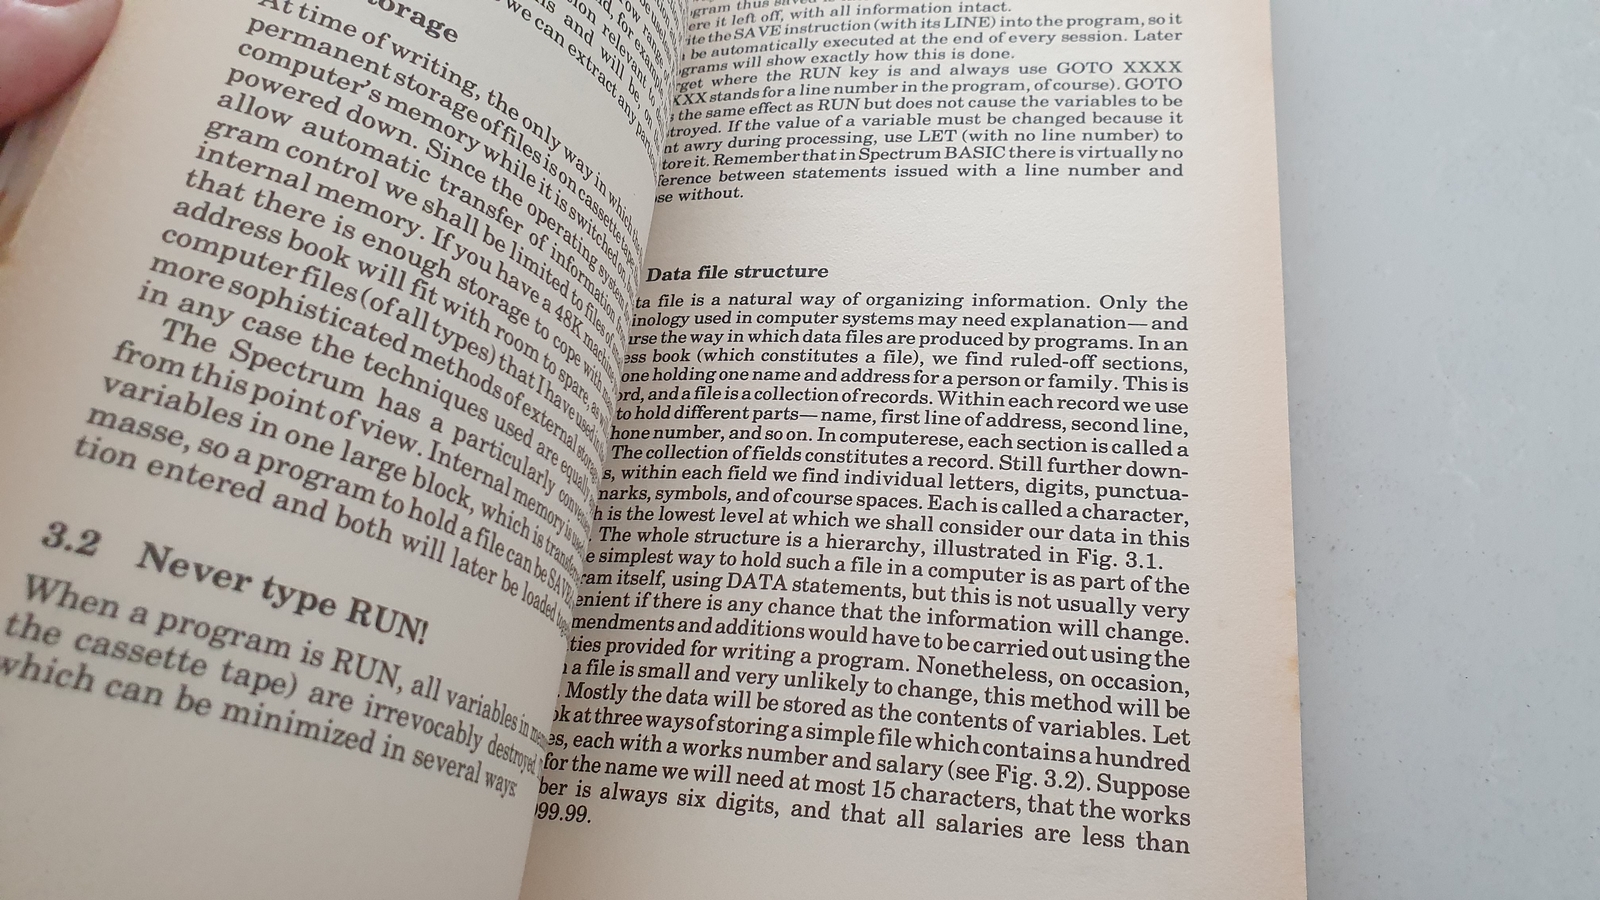 we can extract any
At time of writing, the only way in which
permanent storage of files is on cassette tape
computer's memory while it is switched on
powered down. Since the operating system
allow automatic transfer of information
gram control we shall be limited to files of
internal memory. If you have a 48K machine
that there is enough storage to cope with
address book will fit with room to spare, as
computer files (of all types) that I have used in
more sophisticated methods of external storage
in any case the techniques used are equally
The Spectrum has a particularly
from this point of view. Internal memory is used
variables in one large block, which is
masse, so a program to hold a file can be SAVE
tion entered and both will later be loaded
3.2 Never type RUN!
When a program is RUN, all variables in
the cassette tape) are irrevocably destroyed
which can be minimized in several ways:
gram thus saved
ere it left off, with all information intact.
ite the SAVE instruction (with its LINE) into the program, so it
be automatically executed at the end of every session. Later
grams will show exactly how this is done.
rget where the RUN key is and always use GOTO XXXX
XXX stands for a line number in the program, of course). GOTO
the same effect as RUN but does not cause the variables to be
troyed. If the value of a variable must be changed because it
nt awry during processing, use LET (with no line number) to
tore it. Remember that in Spectrum BASIC there is virtually no
ference between statements issued with a line number and
se without.
Data file structure
ta file is a natural way of organizing information. Only the
inology used in computer systems may need explanation—and
urse the way in which data files are produced by programs. In an
ess book (which constitutes a file), we find ruled-off sections,
one holding one name and address for a person or family. This is
ord, and a file is a collection of records. Within each record we use
to hold different parts—name, first line of address, second line,
hone number, and so on. In computerese, each section is called a
The collection of fields constitutes a record. Still further down-
s, within each field we find individual letters, digits, punctua-
marks, symbols, and of course spaces. Each is called a character,
h is the lowest level at which we shall consider our data in this
The whole structure is a hierarchy, illustrated in Fig. 3.1.
e simplest way to hold such a file in a computer is as part of the
ram itself, using DATA statements, but this is not usually very
enient if there is any chance that the information will change.
mendments and additions would have to be carried out using the
ties provided for writing a program. Nonetheless, on occasion,
a file is small and very unlikely to change, this method will be
. Mostly the data will be stored as the contents of variables. Let
ok at three ways of storing a simple file which contains a hundred
es, each with a works number and salary (see Fig. 3.2). Suppose
for the name we will need at most 15 characters, that the works
ber is always six digits, and that all salaries are less than
999.99.